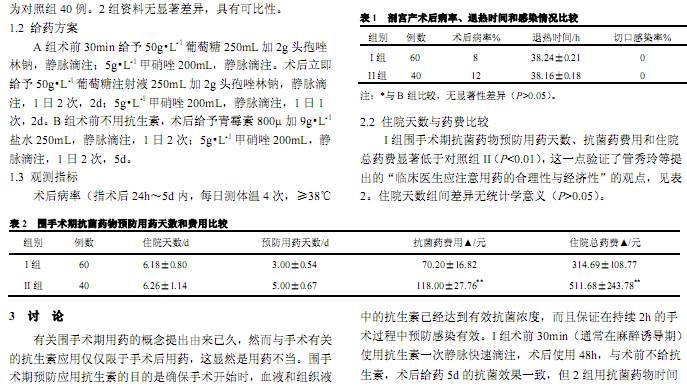 为对照组 40 例。2 组资料无显著差异，具有可比性。
1.2 给药方案
A 组术前 30min 给予 50g•L⁻¹ 葡萄糖 250mL 加 2g 头孢唑
林钠，静脉滴注；5g•L⁻¹ 甲硝唑 200mL，静脉滴注。术后立即
给予 50g•L⁻¹ 葡萄糖注射液 250mL 加 2g 头孢唑林钠，静脉滴
注，1 日 2 次，2d；5g•L⁻¹ 甲硝唑 200mL，静脉滴注，1 日 1
次，2d。B 组术前不用抗生素，术后给予青霉素 800μ 加 9g•L⁻¹
盐水 250mL，静脉滴注，1 日 2 次；5g•L⁻¹ 甲硝唑 200mL，静
脉滴注，1 日 2 次，5d。
1.3 观测指标
术后病率（指术后 24h～5d 内，每日测体温 4 次，≥38℃
表 1 剖宫产术后病率、退热时间和感染情况比较
组别 例数 术后病率% 退热时间/h 切口感染率%
I 组 60 8 38.24±0.21 0
II 组 40 12 38.16±0.18 0
注：*与 B 组比较，无显著性差异（P>0.05）。
2.2 住院天数与药费比较
I 组围手术期抗菌药物预防用药天数、抗菌药费用和住院
总药费显著低于对照组 II（P<0.01），这一点验证了管秀玲等提
出的“临床医生应注意用药的合理性与经济性”的观点，见表
2。住院天数组间差异无统计学意义（P>0.05）。
表 2 围手术期抗菌药物预防用药天数和费用比较
组别 例数 住院天数/d 预防用药天数/d 抗菌药费用▲/元 住院总药费▲/元
I 组 60 6.18±0.80 3.00±0.54 70.20±16.82 314.69±108.77
II 组 40 6.26±1.14 5.00±0.67 118.00±27.76** 511.68±243.78**
3 讨 论
有关围手术期用药的概念提出由来已久，然而与手术有关
的抗生素应用仅仅限于手术后用药，这显然是用药不当。围手
术期预防应用抗生素的目的是确保手术开始时，血液和组织液
中的抗生素已经达到有效抗菌浓度，而且保证在持续 2h 的手
术过程中预防感染有效。I 组术前 30min（通常在麻醉诱导期）
使用抗生素一次静脉快速滴注，术后使用 48h，与术前不给抗
生素，术后给药 5d 的抗菌效果一致，但 2 组用抗菌药物时间